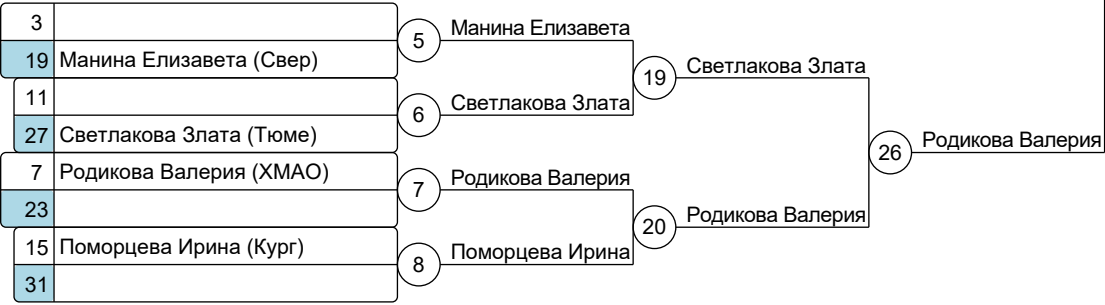 3
5
Манина Елизавета
19 Манина Елизавета (Свер)
19
Светлакова Злата
11
6
Светлакова Злата
27 Светлакова Злата (Тюме)
26
Родикова Валерия
7 Родикова Валерия (ХМАО)
7
Родикова Валерия
23
20
Родикова Валерия
15 Поморцева Ирина (Кург)
8
Поморцева Ирина
31